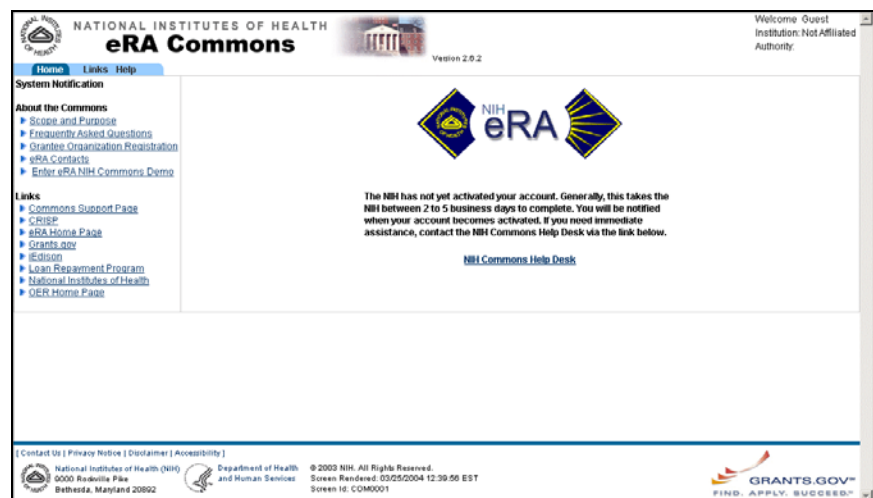 NATIONAL INSTITUTES OF HEALTH
eRA Commons
Version 2.6.2
Welcome Guest
Institution: Not Affiliated
Authority:
Home Links Help
System Notification
About the Commons
Scope and Purpose
Frequently Asked Questions
Grantee Organization Registration
eRA Contacts
Enter eRA NIH Commons Demo
Links
Commons Support Page
CRISP
eRA Home Page
Grants.gov
iEdison
Loan Repayment Program
National Institutes of Health
OER Home Page
NIH
eRA
The NIH has not yet activated your account. Generally, this takes the
NIH between 2 to 5 business days to complete. You will be notified
when your account becomes activated. If you need immediate
assistance, contact the NIH Commons Help Desk via the link below.
NIH Commons Help Desk
[ Contact Us | Privacy Notice | Disclaimer | Accessibility ]
National Institutes of Health (NIH)
9000 Rockville Pike
Bethesda, Maryland 20892
Department of Health
and Human Services
© 2003 NIH. All Rights Reserved.
Screen Rendered: 03/25/2004 12:39:56 EST
Screen Id: COM0001
GRANTS.GOV℠
FIND. APPLY. SUCCEED.℠